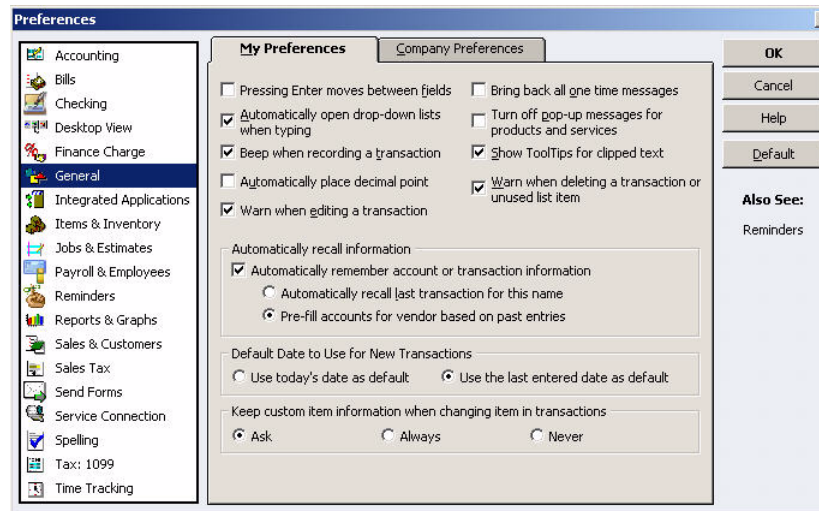 Preferences
Accounting
Bills
Checking
Desktop View
Finance Charge
General
Integrated Applications
Items & Inventory
Jobs & Estimates
Payroll & Employees
Reminders
Reports & Graphs
Sales & Customers
Sales Tax
Send Forms
Service Connection
Spelling
Tax: 1099
Time Tracking
My Preferences
Company Preferences
Pressing Enter moves between fields
Automatically open drop-down lists
when typing
Beep when recording a transaction
Automatically place decimal point
Warn when editing a transaction
Bring back all one time messages
Turn off pop-up messages for
products and services
Show ToolTips for clipped text
Warn when deleting a transaction or
unused list item
Automatically recall information
Automatically remember account or transaction information
Automatically recall last transaction for this name
Pre-fill accounts for vendor based on past entries
Default Date to Use for New Transactions
Use today's date as default
Use the last entered date as default
Keep custom item information when changing item in transactions
Ask
Always
Never
OK
Cancel
Help
Default
Also See:
Reminders